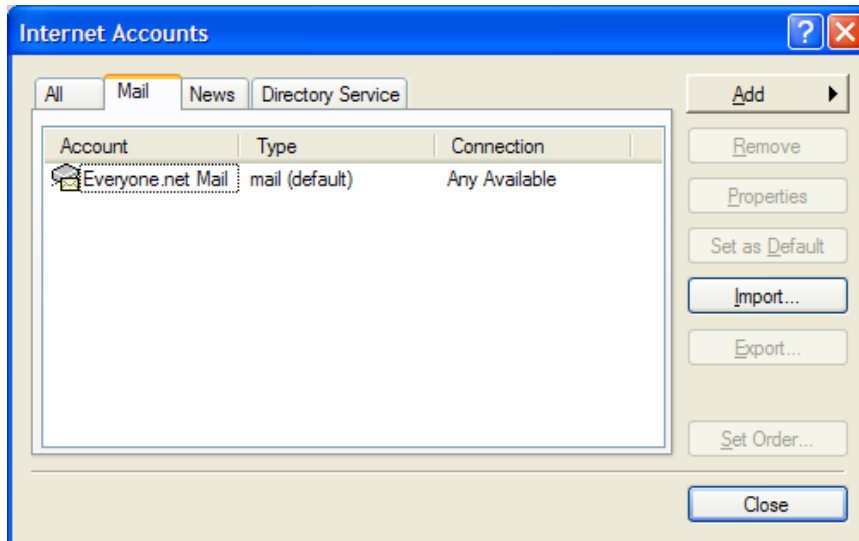 Internet Accounts
All Mail News Directory Service
Add
Account Type Connection
Remove
Everyone.net Mail mail (default) Any Available
Properties
Set as Default
Import...
Export...
Set Order...
Close